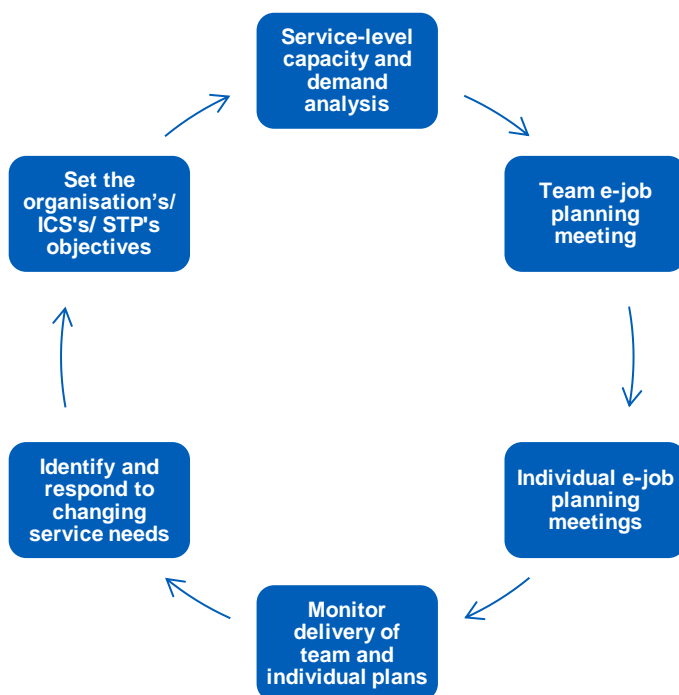 Service-level
capacity and
demand
analysis
Team e-job
planning
meeting
Individual e-job
planning
meetings
Monitor
delivery of
team and
individual plans
Identify and
respond to
changing
service needs
Set the
organisation’s/
ICS's/ STP's
objectives